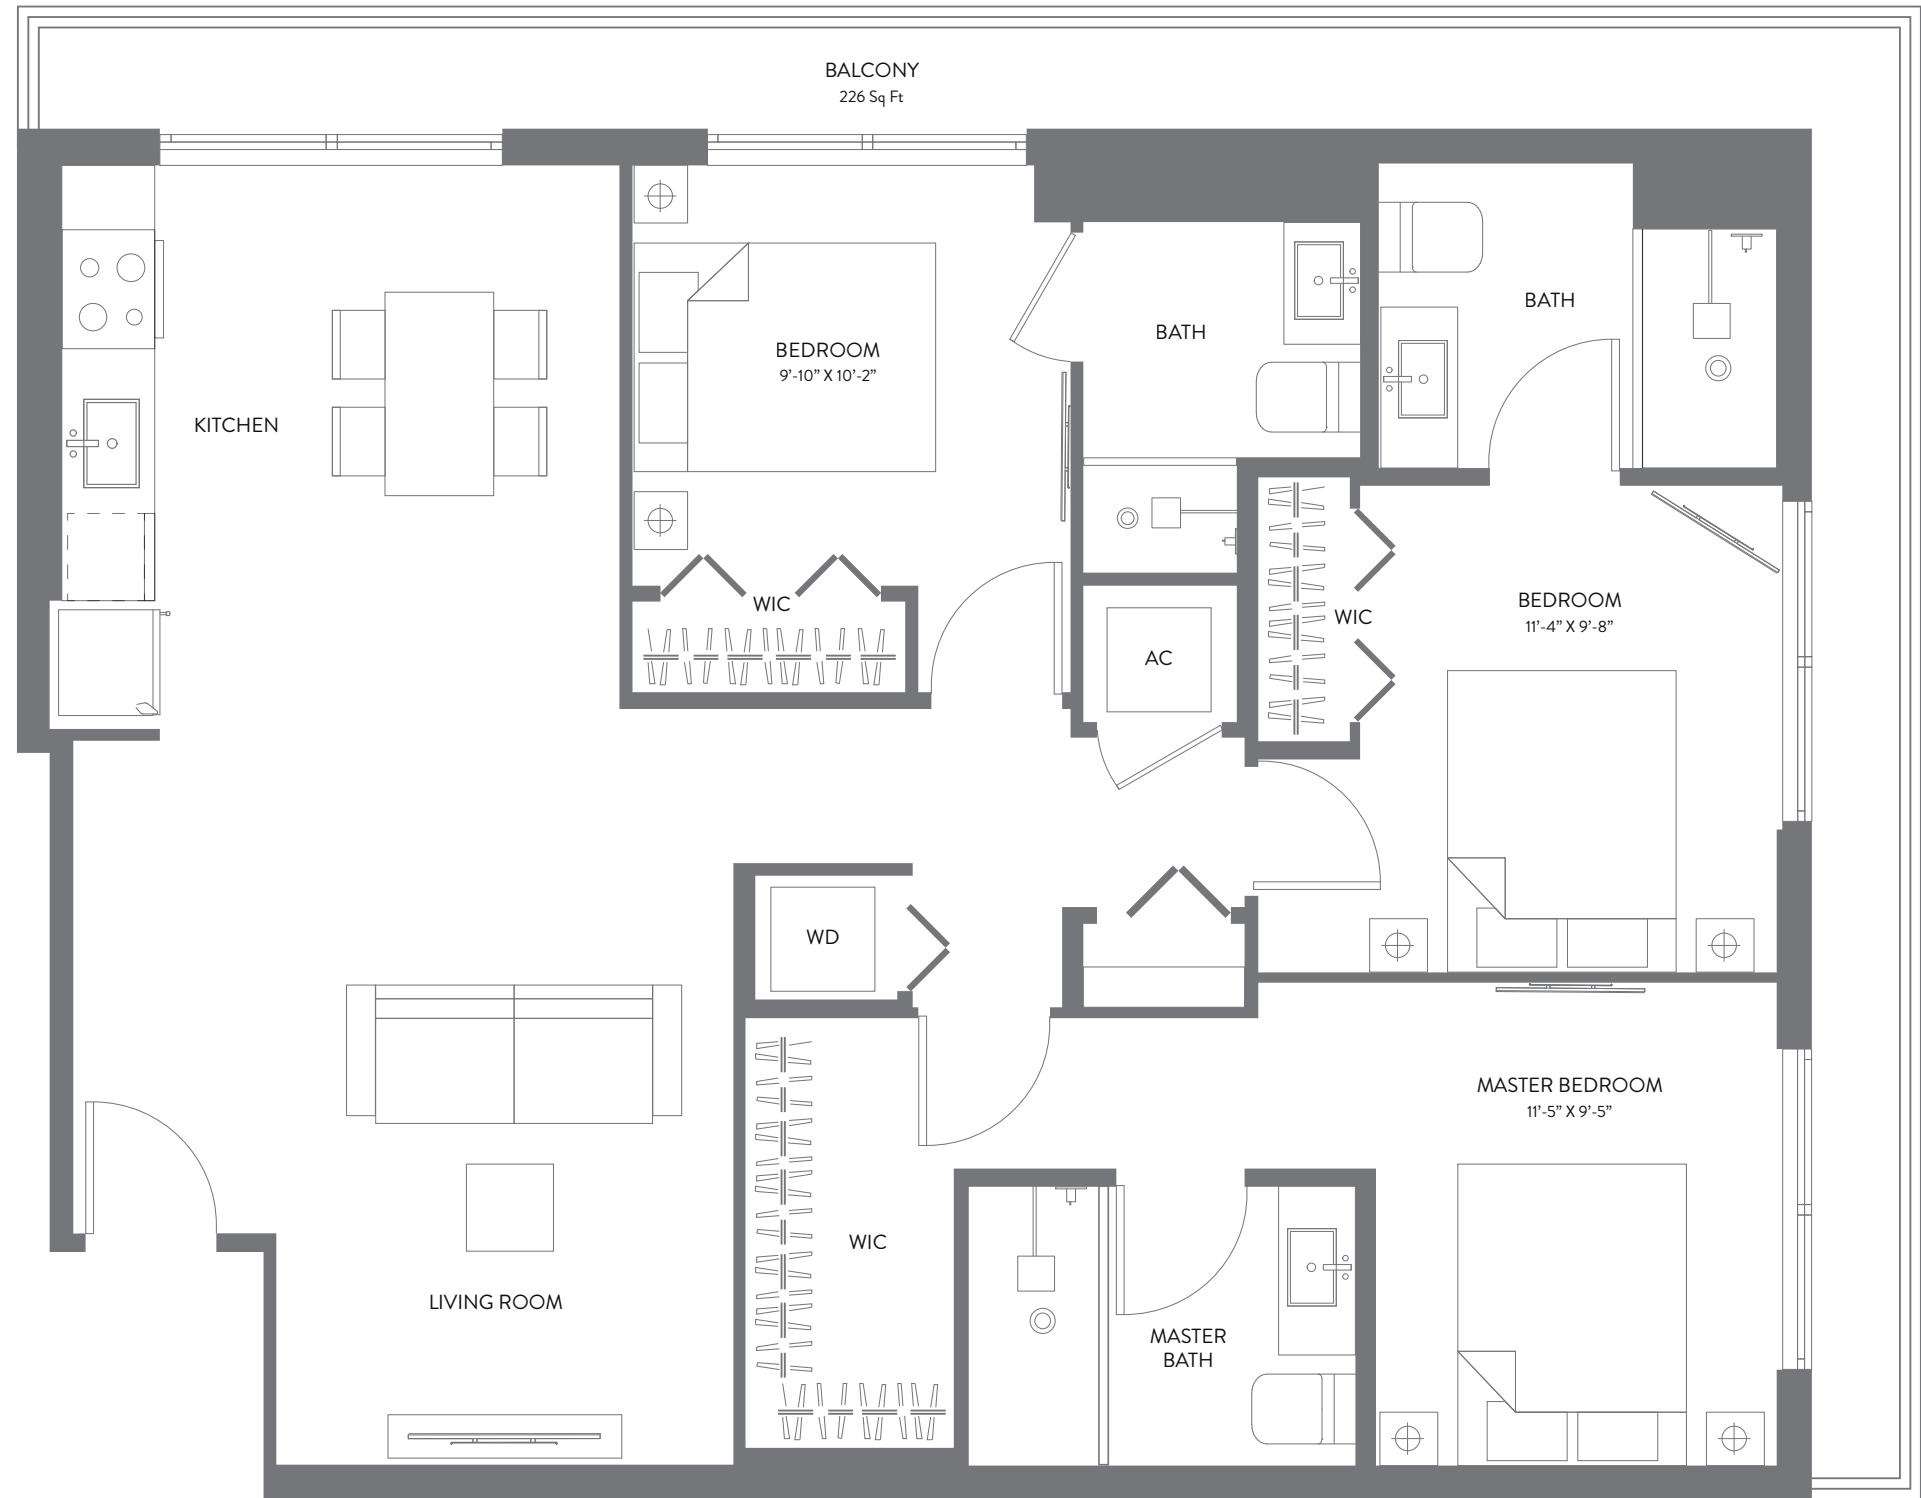 BALCONY
226 Sq Ft
BEDROOM
9’-10” X 10’-2”
BATH
BATH
KITCHEN
WIC
WIC
BEDROOM
11’-4” X 9’-8”
AC
WD
MASTER BEDROOM
11’-5” X 9’-5”
WIC
LIVING ROOM
MASTER
BATH